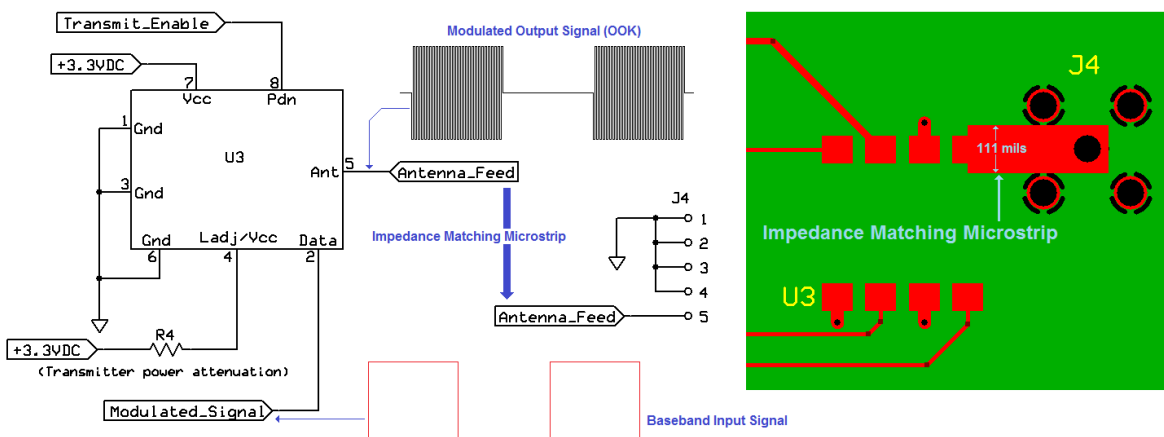 Transmit_Enable
+3.3VDC
7
8
Vcc
Pdn
1
Gnd
U3
5
Ant
Antenna_Feed
3
Gnd
Gnd
Ladj/Vcc
Data
6
4
2
+3.3VDC
R4
(Transmitter power attenuation)
Modulated_Signal
Modulated Output Signal (OOK)
Impedance Matching Microstrip
J4
1
2
3
4
5
Antenna_Feed
Baseband Input Signal
J4
111 mils
Impedance Matching Microstrip
U3